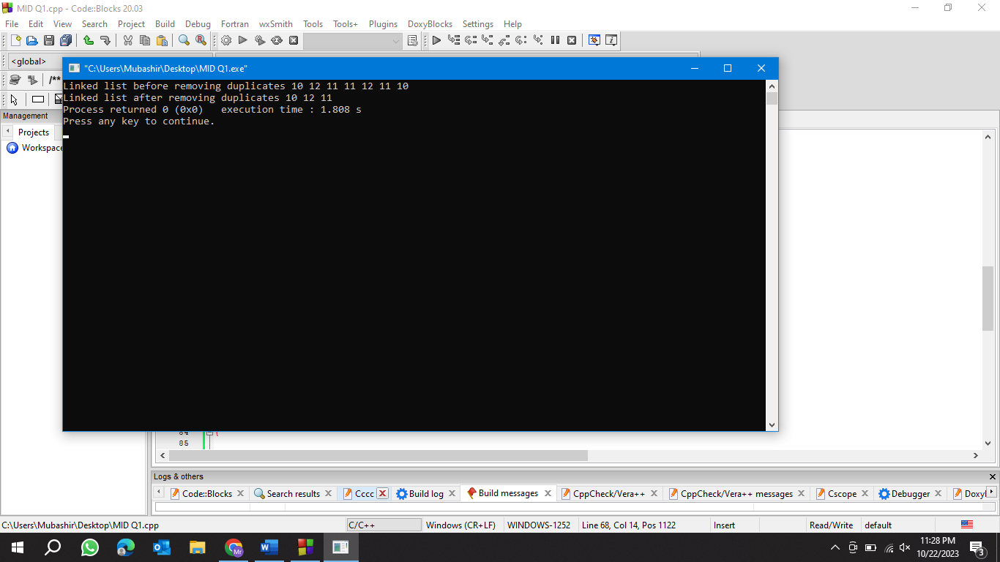 MID Q1.cpp - Code::Blocks 20.03
File Edit View Search Project Build Debug Fortran wxSmith Tools Tools+ Plugins DoxyBlocks Settings Help
<global>
/**
"C:\Users\Mubashir\Desktop\MID Q1.exe"
Linked list before removing duplicates 10 12 11 11 12 11 10
Linked list after removing duplicates 10 12 11
Process returned 0 (0x0)   execution time : 1.808 s
Press any key to continue.
Management
Projects
Workspace
84 {
85
Logs & others
Code::Blocks Search results Cccc Build log Build messages CppCheck/Vera++ CppCheck/Vera++ messages Cscope Debugger
C:\Users\Mubashir\Desktop\MID Q1.cpp C/C++ Windows (CR+LF) WINDOWS-1252 Line 68, Col 14, Pos 1122 Insert Read/Write default
Mr
W
11:28 PM
10/22/2023
3